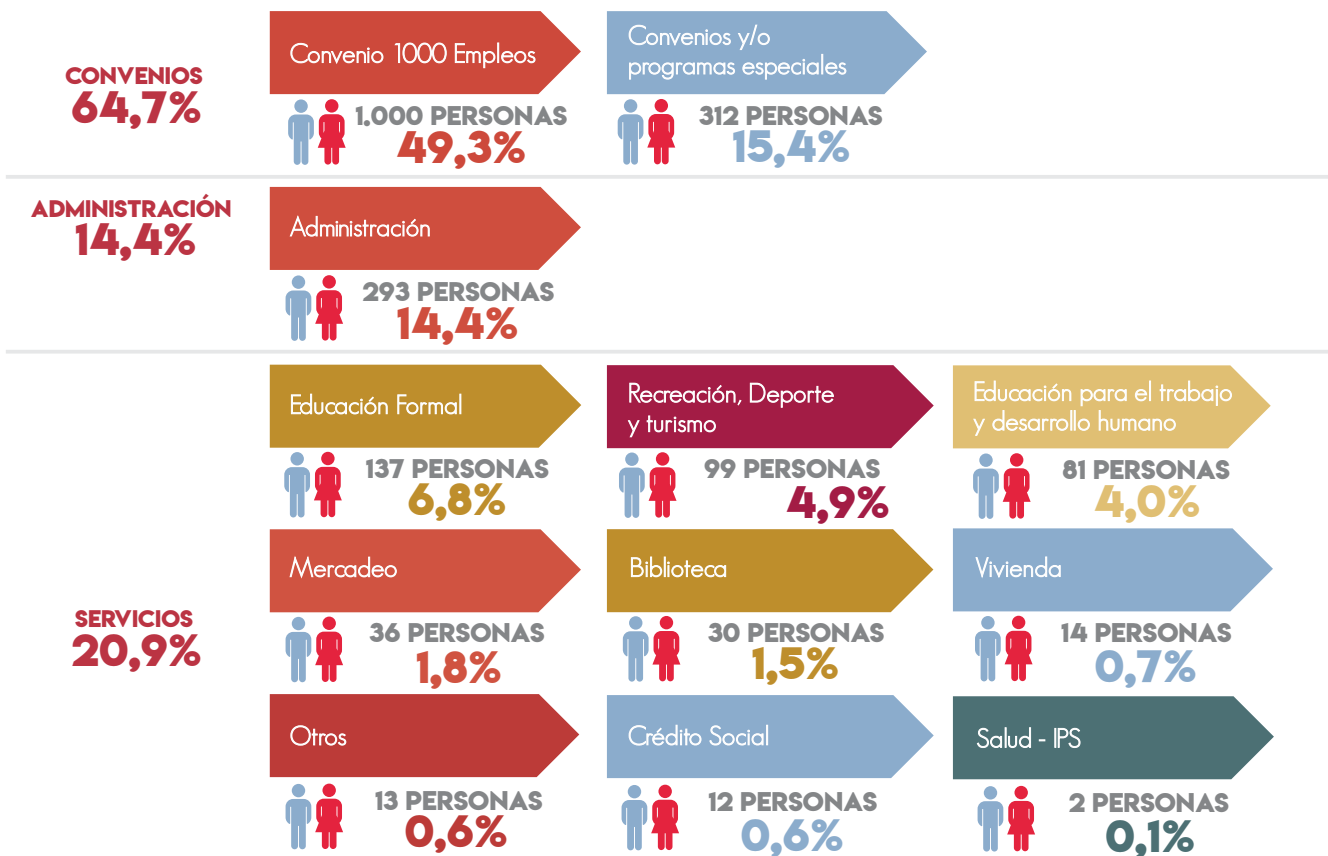 CONVENIOS
64,7%
Convenio 1000 Empleos
1.000 PERSONAS
49,3%
Convenios y/o
programas especiales
312 PERSONAS
15,4%
ADMINISTRACIÓN
14,4%
Administración
293 PERSONAS
14,4%
SERVICIOS
20,9%
Educación Formal
137 PERSONAS
6,8%
Recreación, Deporte
y turismo
99 PERSONAS
4,9%
Educación para el trabajo
y desarrollo humano
81 PERSONAS
4,0%
Mercadeo
36 PERSONAS
1,8%
Biblioteca
30 PERSONAS
1,5%
Vivienda
14 PERSONAS
0,7%
Otros
13 PERSONAS
0,6%
Crédito Social
12 PERSONAS
0,6%
Salud - IPS
2 PERSONAS
0,1%